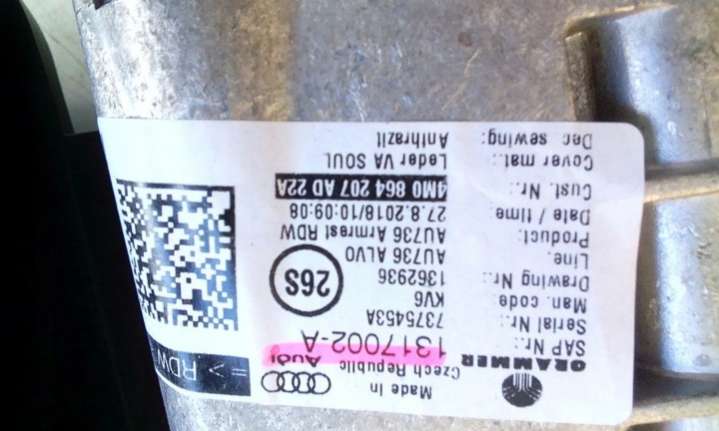 GRAMMER
Made in
Czech Republic
Audi
SAP Nr.: 1317002-A
Serial Nr.: 7375453A
Man. code: KV6
Drawing Nr.: 1362936
Line: AU736 ALVO
Product: AU736 Armrest RDW
Date / time 27.8.2018/10:09:08
Cust. Nr.: 4M0 864 207 AD 22A
Cover mat.: Leder VA SOUL
Dec sewing: Anthrazit
26S
=> RDW